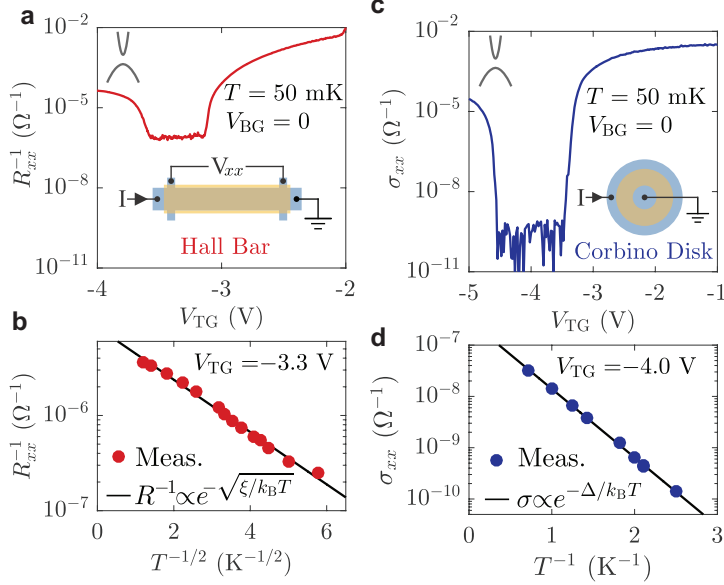 a
10⁻²
10⁻⁵
10⁻⁸
10⁻¹¹
R_xx⁻¹ (Ω⁻¹)
T = 50 mK
V_BG = 0
V_xx
I
Hall Bar
-4
-3
-2
V_TG (V)
b
10⁻⁶
10⁻⁷
R_xx⁻¹ (Ω⁻¹)
V_TG =−3.3 V
Meas.
R⁻¹∝e^{-√(ξ/k_BT)}
0
2
4
6
T^{−1/2} (K^{−1/2})
c
10⁻²
10⁻⁵
10⁻⁸
10⁻¹¹
σ_xx (Ω⁻¹)
T = 50 mK
V_BG = 0
I
Corbino Disk
-5
-4
-3
-2
-1
V_TG (V)
d
10⁻⁷
10⁻⁸
10⁻⁹
10⁻¹⁰
σ_xx (Ω⁻¹)
V_TG =−4.0 V
Meas.
σ∝e^{−Δ/k_BT}
0
1
2
3
T⁻¹ (K⁻¹)